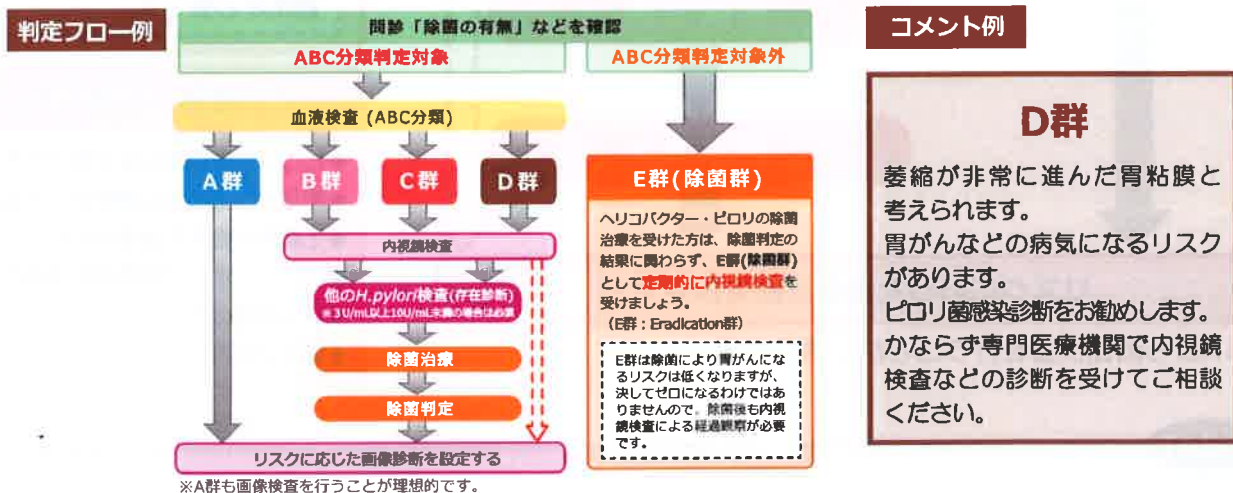 判定フロー例
問診「除菌の有無」などを確認
ABC分類判定対象
ABC分類判定対象外
血液検査 (ABC分類)
A群
B群
C群
D群
内視鏡検査
他のH.pylori検査(存在診断)
※3U/mL以上10U/mL未満の場合は必須
除菌治療
除菌判定
リスクに応じた画像診断を設定する
※A群も画像検査を行うことが理想的です。
E群(除菌群)
ヘリコバクター・ピロリの除菌
治療を受けた方は、除菌判定の
結果に関わらず、E群(除菌群)
として定期的に内視鏡検査を
受けましょう。
(E群:Eradication群)
E群は除菌により胃がんにな
るリスクは低くなりますが、
決してゼロになるわけではあ
りませんので、除菌後も内視
鏡検査による経過観察が必要
です。
コメント例
D群
萎縮が非常に進んだ胃粘膜と
考えられます。
胃がんなどの病気になるリスク
があります。
ピロリ菌感染診断をお勧めします。
かならず専門医療機関で内視鏡
検査などの診断を受けてご相談
ください。